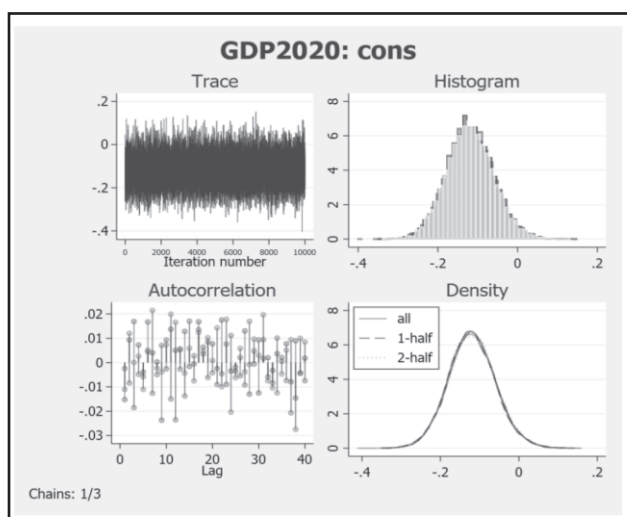 GDP2020: cons
Trace
.2
0
-.2
-.4
0 2000 4000 6000 8000 10000
Iteration number
Histogram
8
6
4
2
0
-.4 -.2 0 .2
Autocorrelation
.02
.01
0
-.01
-.02
-.03
0 10 20 30 40
Lag
Density
all
1-half
2-half
8
6
4
2
0
-.4 -.2 0 .2
Chains: 1/3